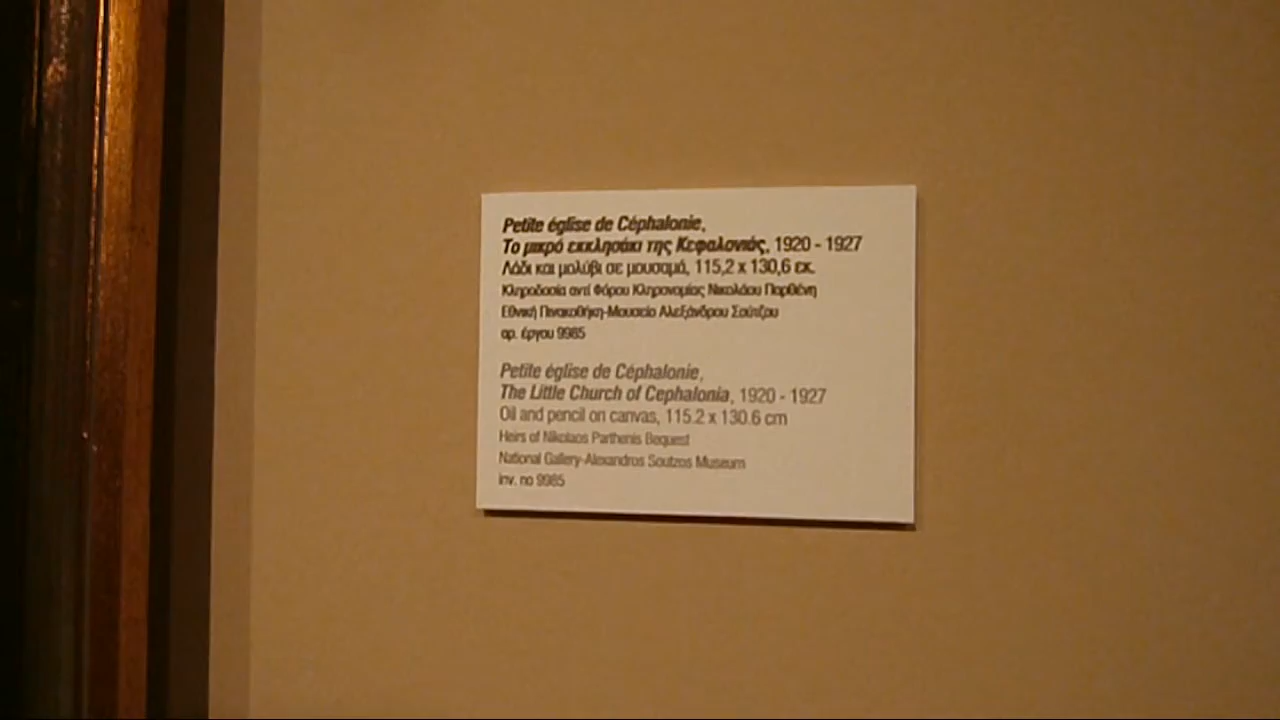 Petite église de Céphalonie,
Το μικρό εκκλησάκι της Κεφαλονιάς, 1920 - 1927
Λάδι και μολύβι σε μουσαμά, 115,2 x 130,6 εκ.
Κληροδοσία αντί Φόρου Κληρονομίας Νικολάου Παρθένη
Εθνική Πινακοθήκη-Μουσείο Αλεξάνδρου Σούτζου
αρ. έργου 9985
Petite église de Céphalonie,
The Little Church of Cephalonia, 1920 - 1927
Oil and pencil on canvas, 115.2 x 130.6 cm
Heirs of Nikolaos Parthenis Bequest
National Gallery-Alexandros Soutzos Museum
inv. no 9985